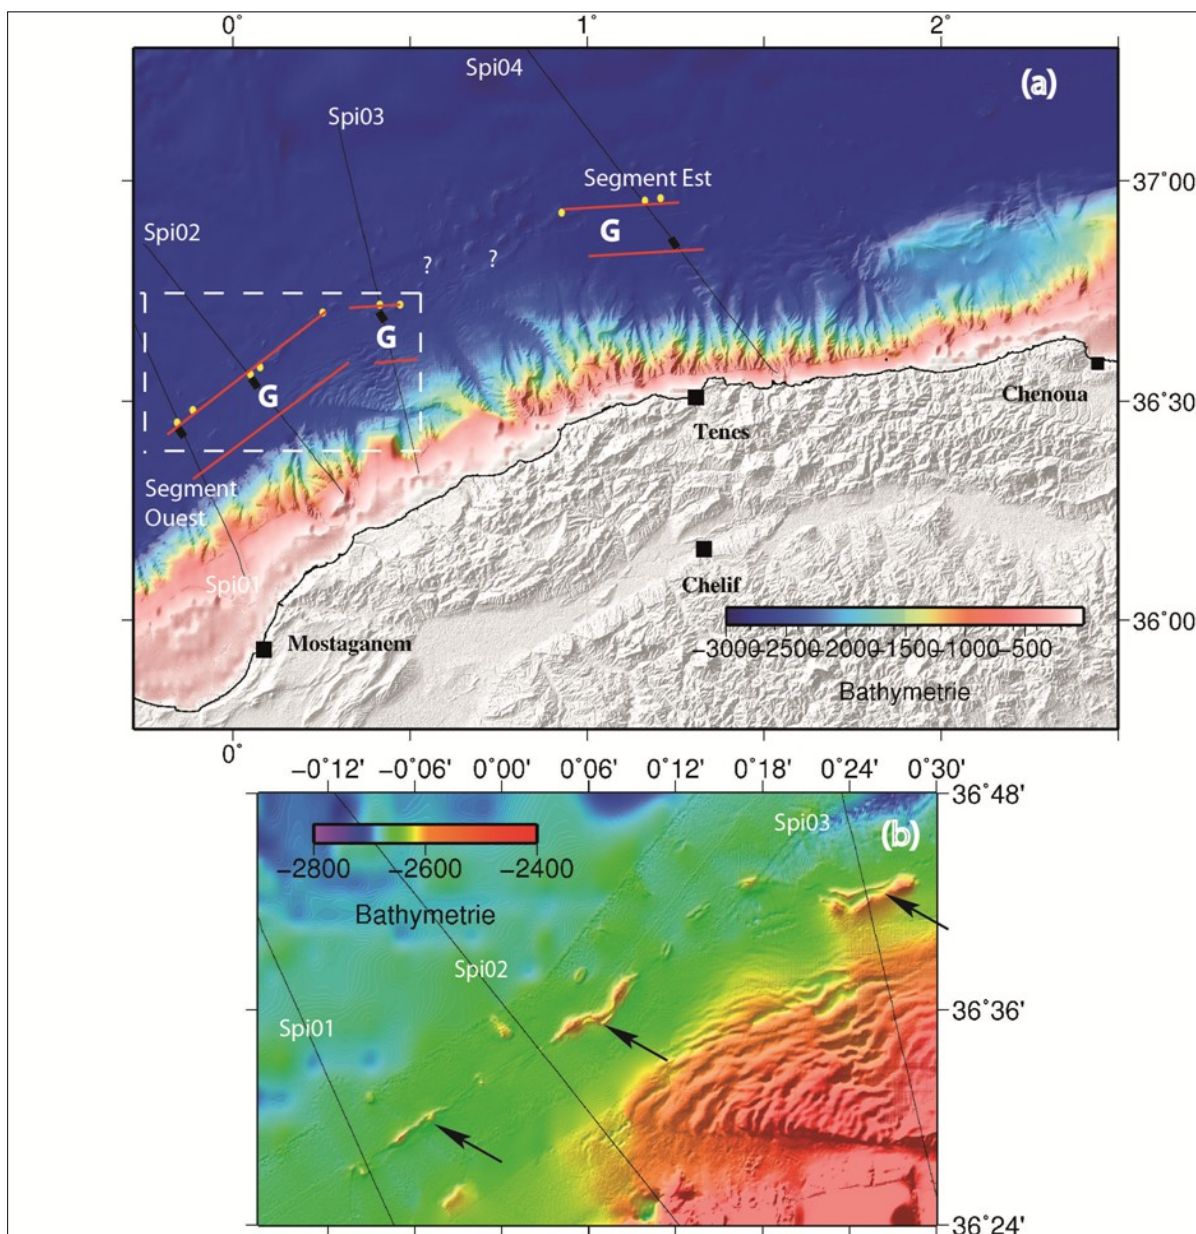 0° 1° 2°
Spi04
(a)
Spi03
Segment Est
37°00'
Spi02
G
? ?
G
G
36°30'
Chenoua
Tenes
Segment
Ouest
Chelif
Spi01
36°00'
Mostaganem
−3000 −2500 −2000 −1500 −1000 −500
Bathymetrie
0°
−0°12' −0°06' 0°00' 0°06' 0°12' 0°18' 0°24' 0°30'
36°48'
Spi03
(b)
−2800 −2600 −2400
Bathymetrie
Spi02
36°36'
Spi01
36°24'